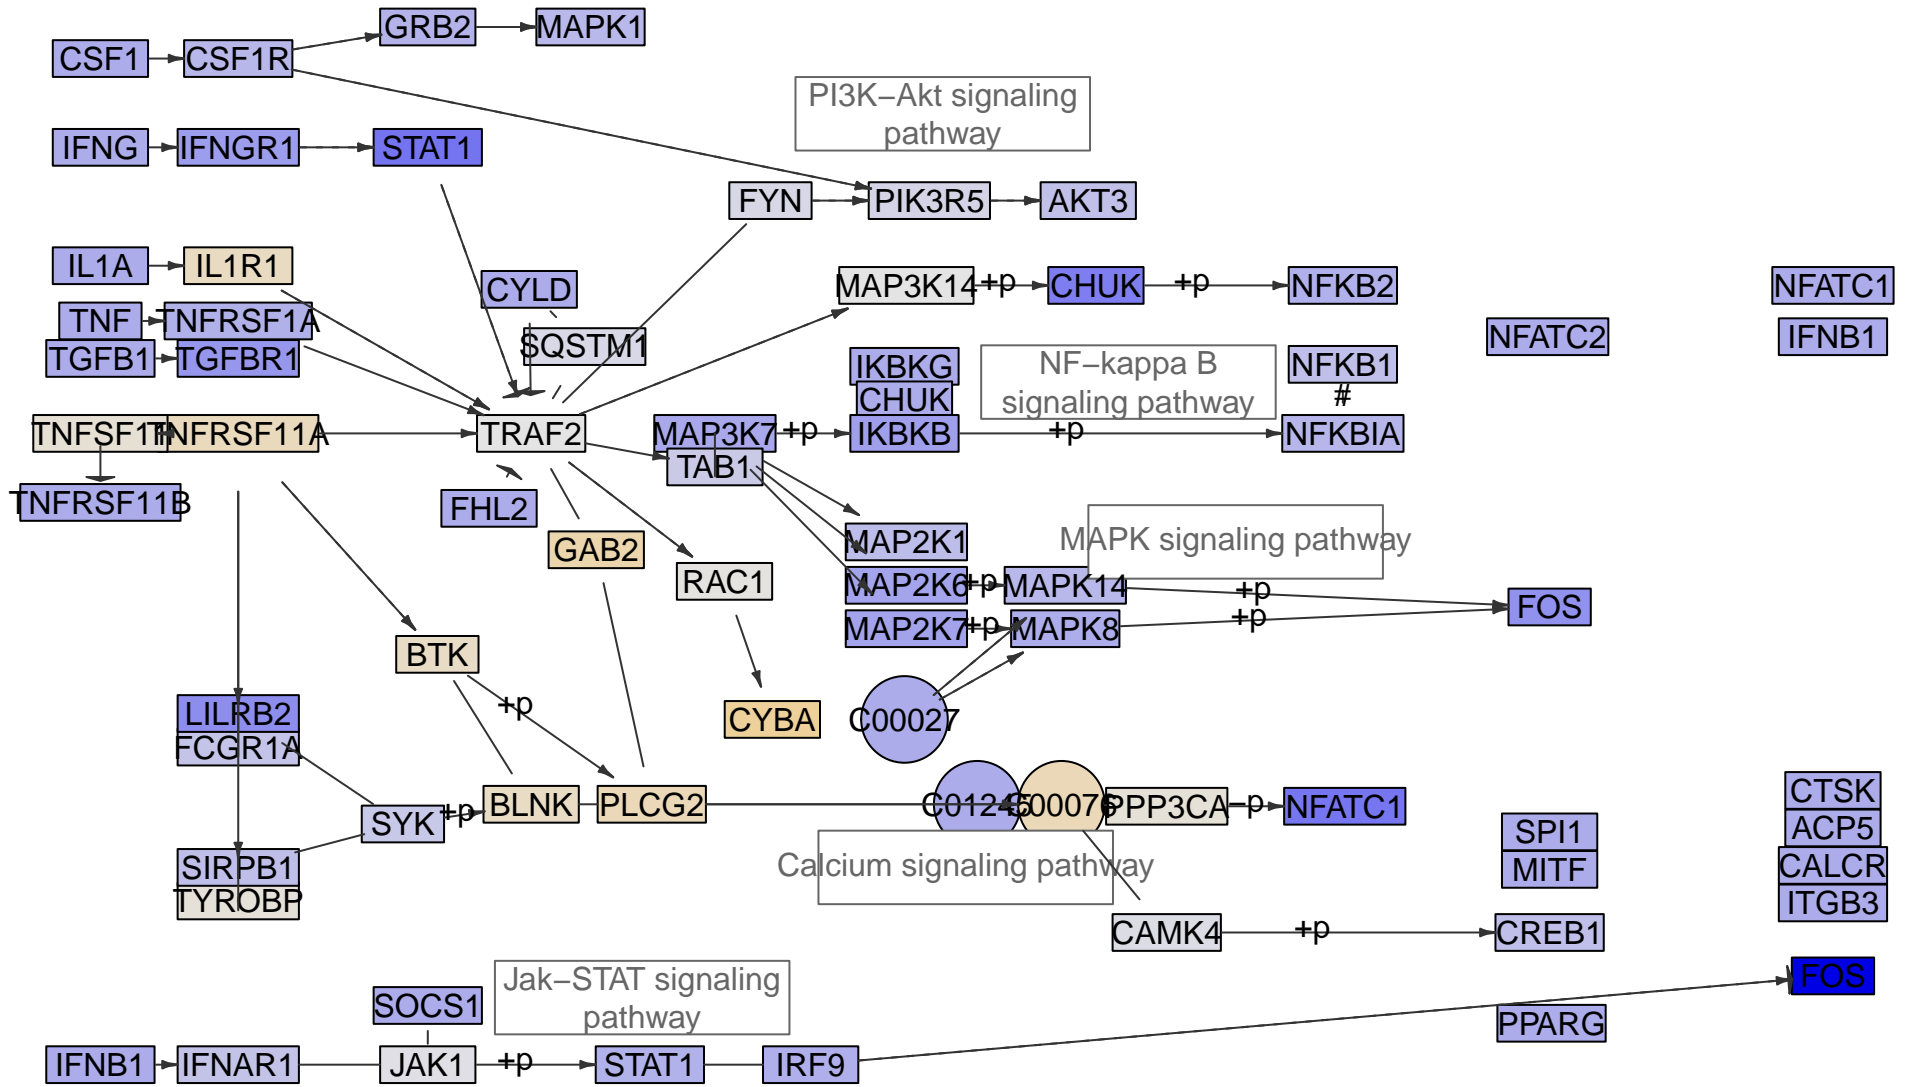 GRB2
MAPK1
CSF1
CSF1R
PI3K–Akt signaling
pathway
IFNG
IFNGR1
STAT1
FYN
PIK3R5
AKT3
IL1A
IL1R1
CYLD
MAP3K14
+p
CHUK
+p
NFKB2
NFATC1
TNF
TNFRSF1A
SQSTM1
NFATC2
IFNB1
TGFB1
TGFBR1
IKBKG
NF–kappa B
signaling pathway
NFKB1
CHUK
#
TNFRSF11A
TRAF2
MAP3K7
+p
IKBKB
+p
NFKBIA
TAB1
TNFRSF11B
FHL2
GAB2
MAP2K1
MAPK signaling pathway
RAC1
MAP2K6
+p
MAPK14
+p
FOS
MAP2K7
+p
MAPK8
+p
BTK
LILRB2
+p
CYBA
C00027
FCGR1A
SYK
+p
BLNK
PLCG2
C00076
PPP3CA
–p
NFATC1
CTSK
SPI1
ACP5
SIRPB1
Calcium signaling pathway
MITF
CALCR
TYROBP
ITGB3
CAMK4
+p
CREB1
Jak–STAT signaling
pathway
FOS
SOCS1
PPARG
IFNB1
IFNAR1
JAK1
+p
STAT1
IRF9